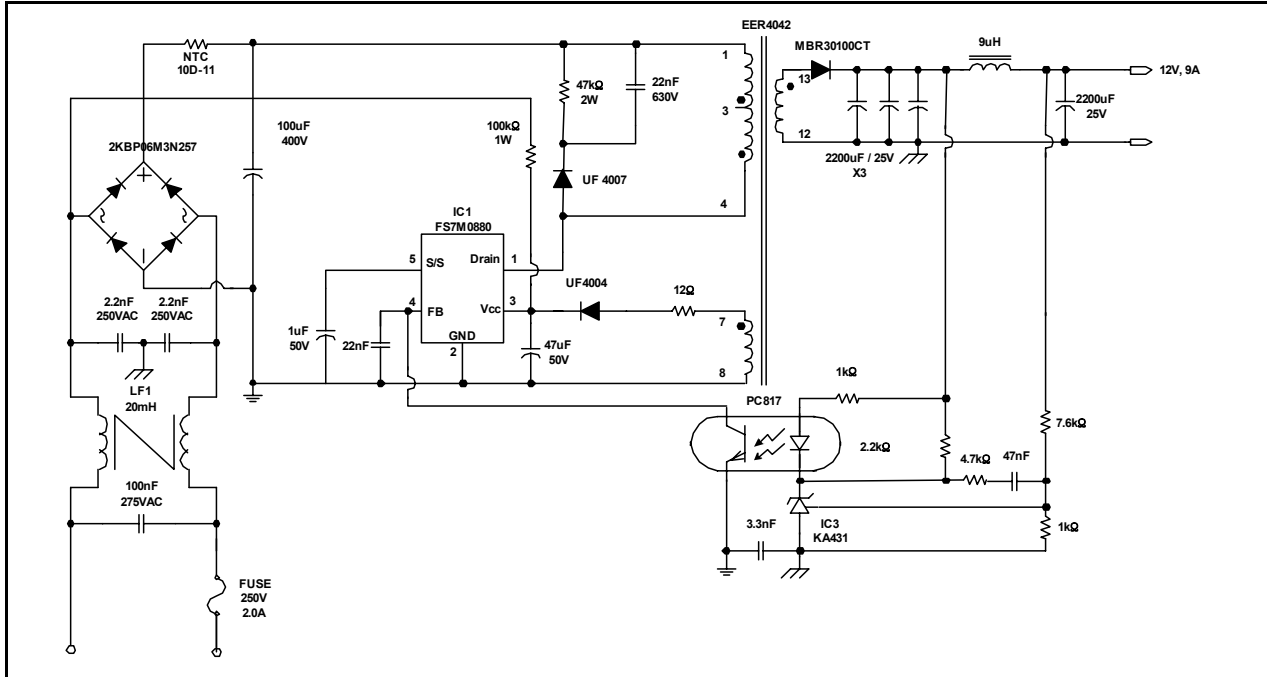 EER4042
NTC
10D-11
1
47kΩ
2W
22nF
630V
MBR30100CT
13
9uH
12V, 9A
2200uF
25V
100uF
400V
100kΩ
1W
3
12
2200uF / 25V
X3
2KBP06M3N257
UF 4007
4
IC1
FS7M0880
5
S/S
Drain
1
4
FB
Vcc
3
GND
2
UF4004
12Ω
7
8
2.2nF
250VAC
2.2nF
250VAC
1uF
50V
22nF
47uF
50V
LF1
20mH
PC817
1kΩ
2.2kΩ
7.6kΩ
4.7kΩ
47nF
100nF
275VAC
3.3nF
IC3
KA431
1kΩ
FUSE
250V
2.0A